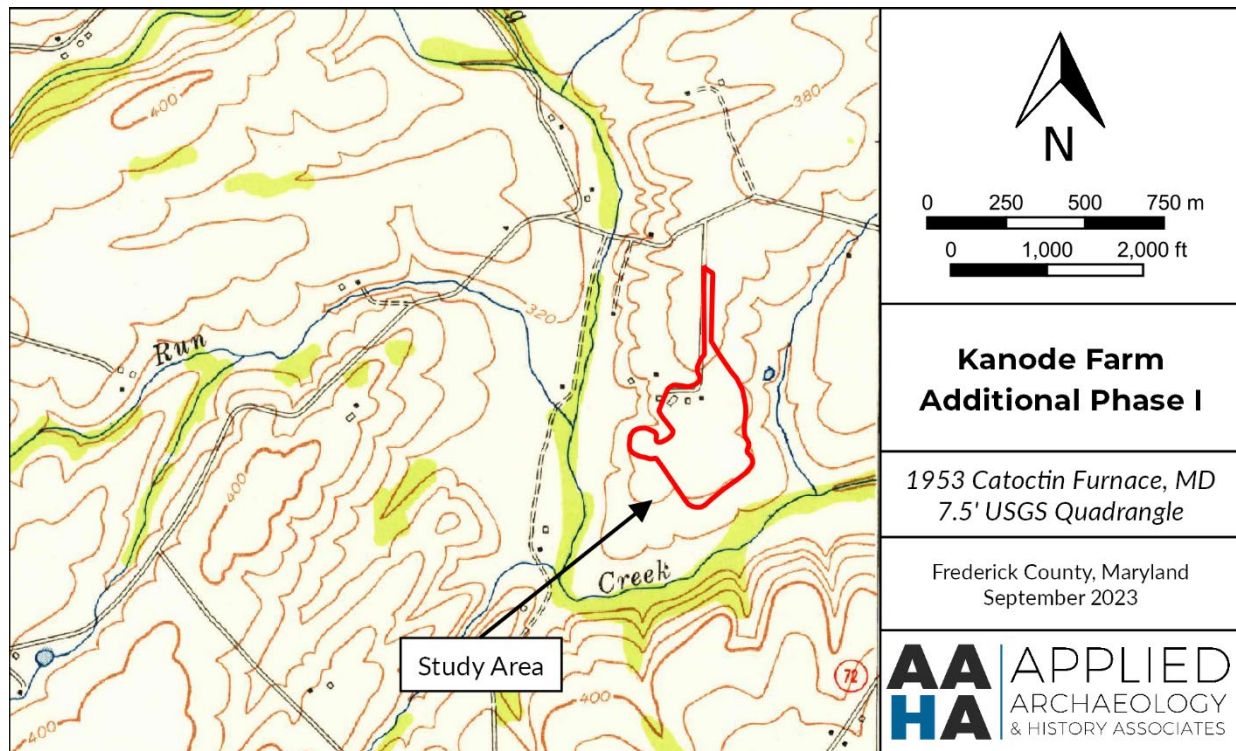 g
400
380
320
Run
400
Creek
Study Area
400
400
72
N
0 250 500 750 m
0 1,000 2,000 ft
Kanode Farm
Additional Phase I
1953 Catoctin Furnace, MD
7.5' USGS Quadrangle
Frederick County, Maryland
September 2023
AA
HA
APPLIED
ARCHAEOLOGY
& HISTORY ASSOCIATES